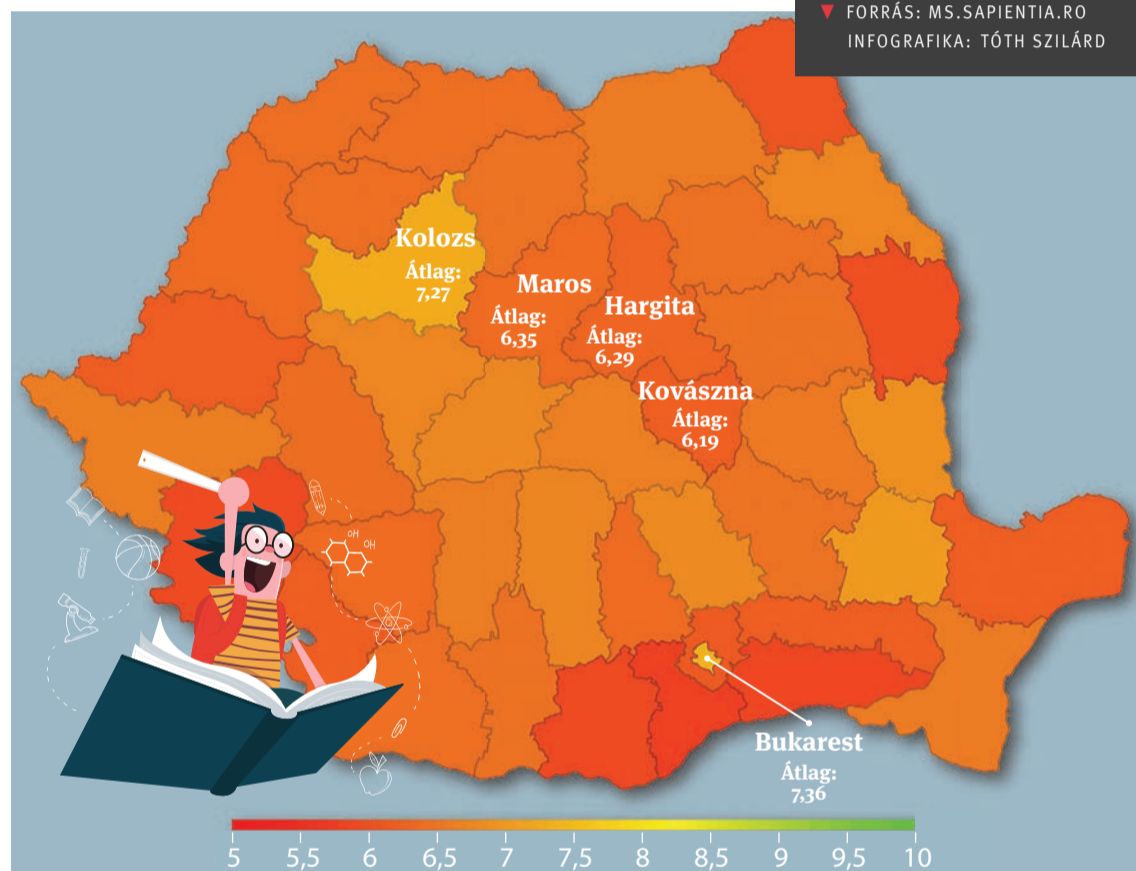 ▼ FORRÁS: MS.SAPIENTIA.RO
INFOGRAFIKA: TÓTH SZILÁRD
Kolozs
Átlag:
7,27
Maros
Átlag:
6,35
Hargita
Átlag:
6,29
Kovászna
Átlag:
6,19
OH
OH
Bukarest
Átlag:
7,36
5 5,5 6 6,5 7 7,5 8 8,5 9 9,5 10